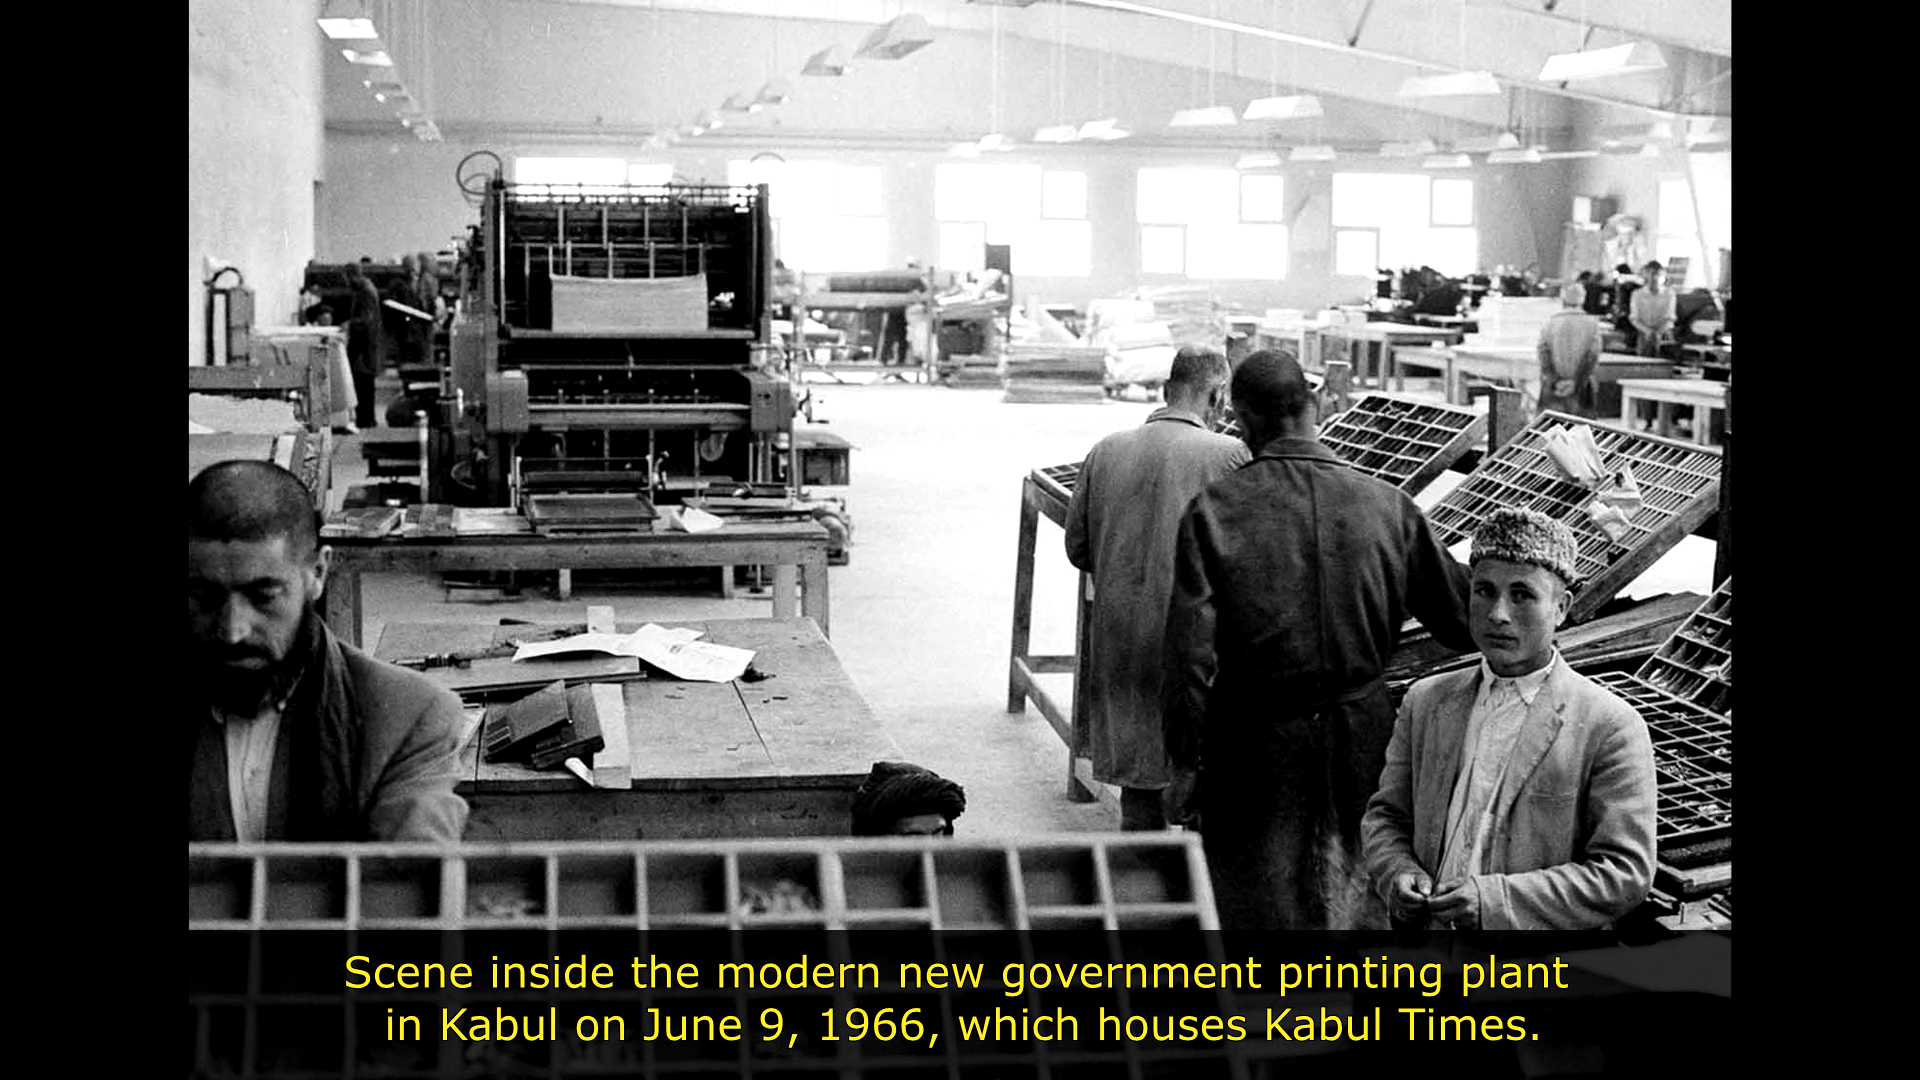 Scene inside the modern new government printing plant
in Kabul on June 9, 1966, which houses Kabul Times.